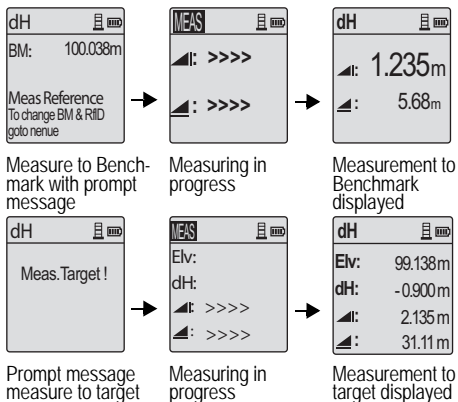 dH
BM: 100.038m
Meas Reference
To change BM & RflD
goto nenue
MEAS
: >>>>
: >>>>
dH
: 1.235m
: 5.68m
Measure to Bench-
mark with prompt
message
Measuring in
progress
Measurement to
Benchmark
displayed
dH
Meas.Target !
MEAS
Elv:
dH:
: >>>>
: >>>>
dH
Elv: 99.138m
dH: -0.900m
: 2.135m
: 31.11m
Prompt message
measure to target
Measuring in
progress
Measurement to
target displayed